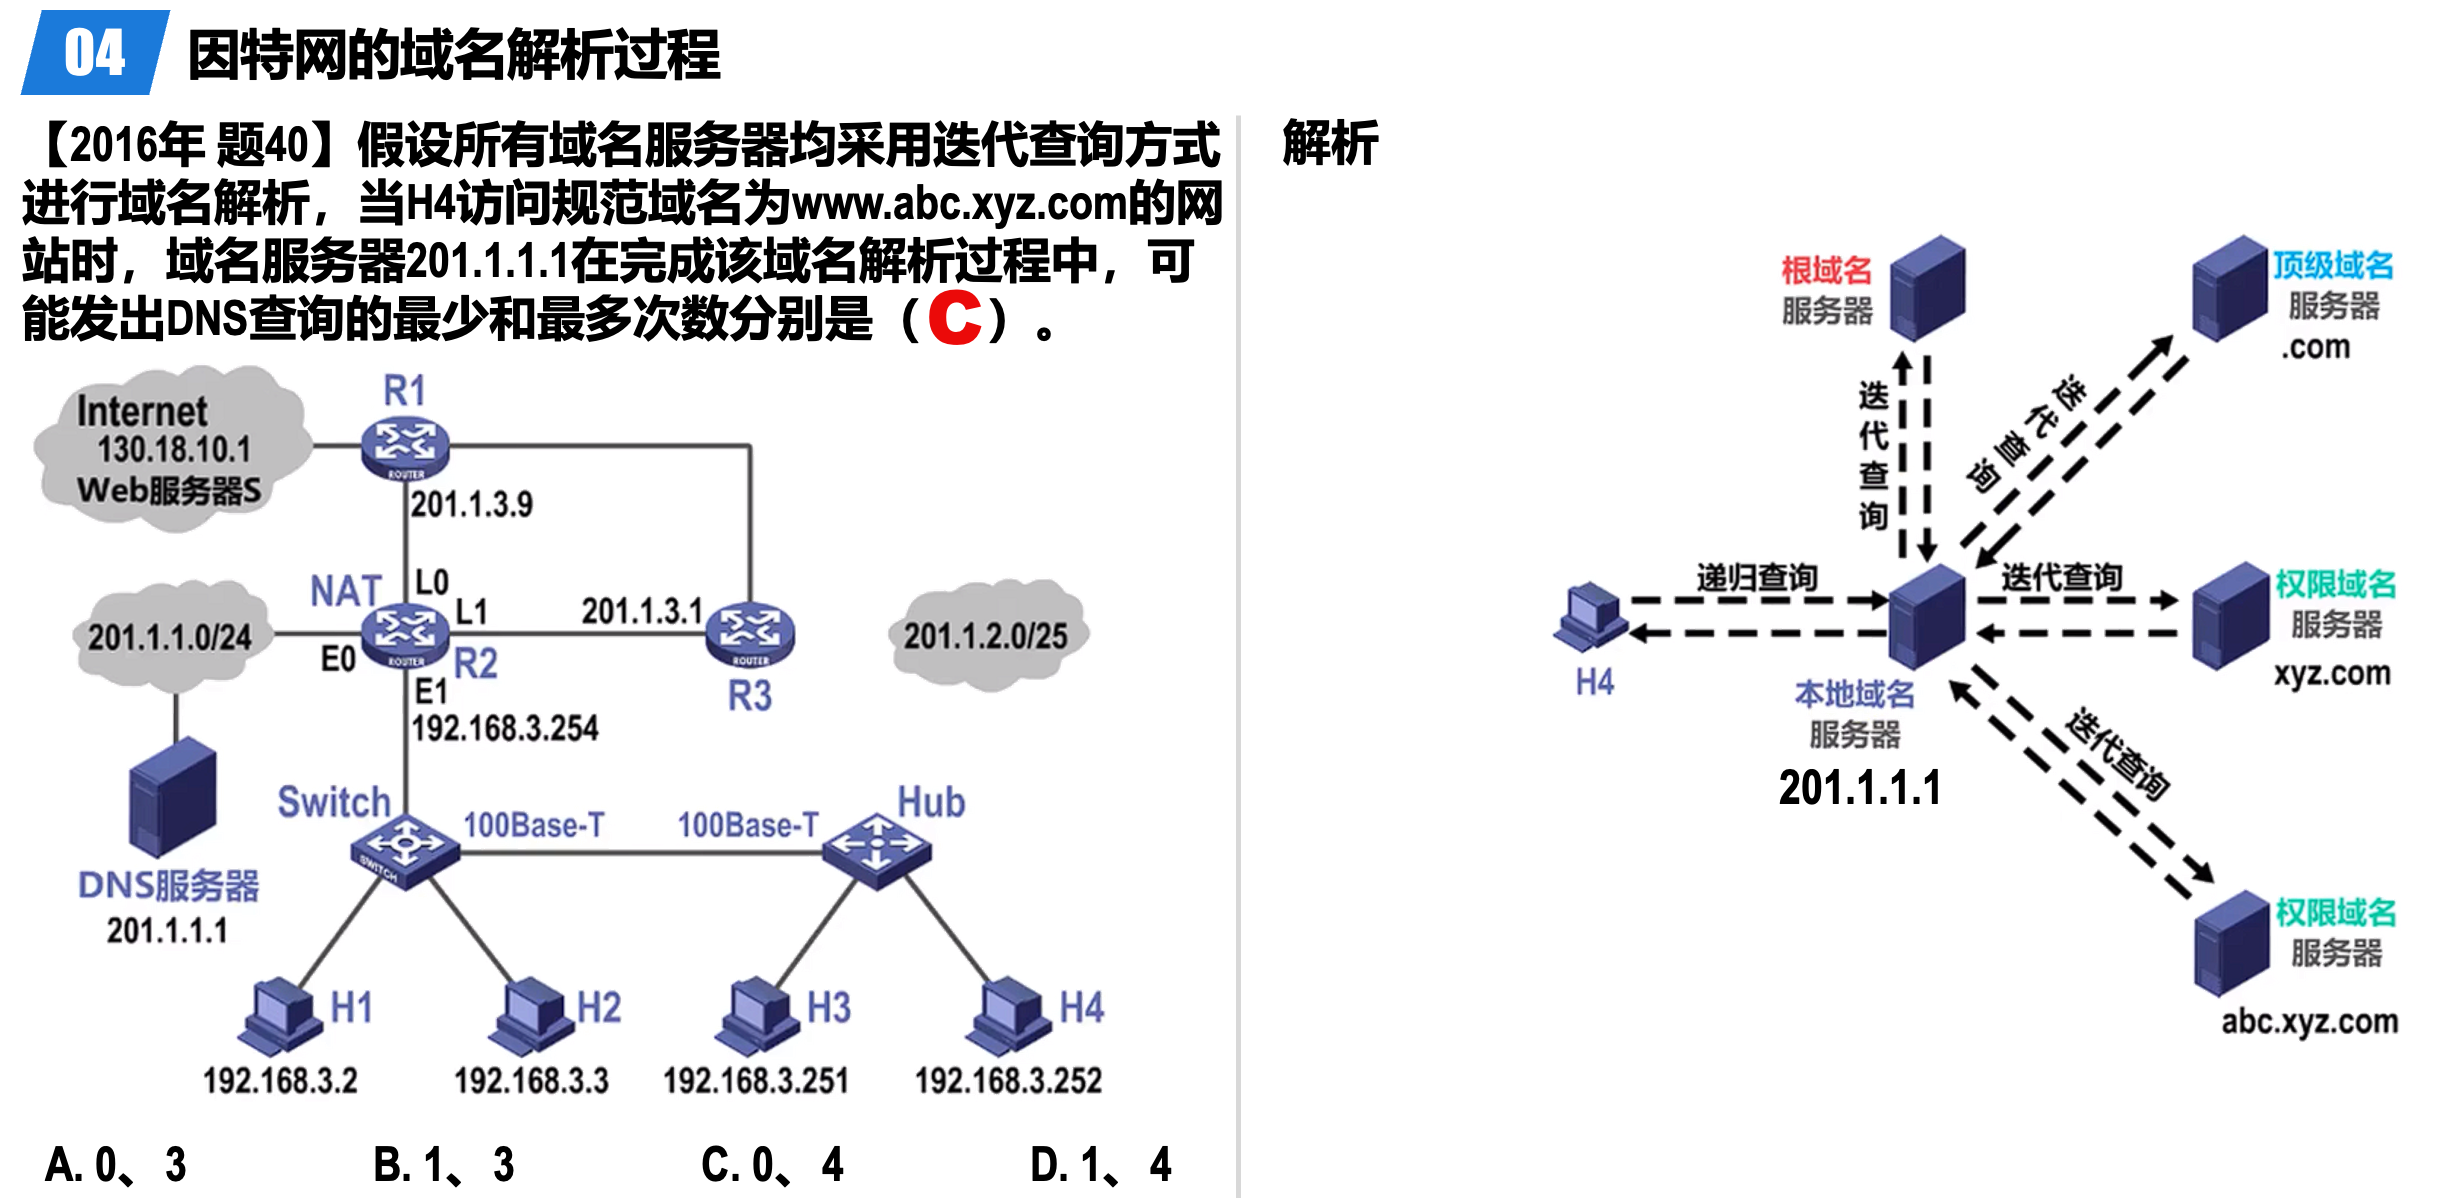 04 因特网的域名解析过程
【2016年 题40】假设所有域名服务器均采用迭代查询方式
进行域名解析，当H4访问规范域名为www.abc.xyz.com的网
站时，域名服务器201.1.1.1在完成该域名解析过程中，可
能发出DNS查询的最少和最多次数分别是（C）。
Internet
130.18.10.1
Web服务器S
R1
ROUTER
201.1.3.9
NAT
L0
L1
201.1.3.1
201.1.1.0/24
E0
ROUTER
R2
E1
192.168.3.254
ROUTER
R3
201.1.2.0/25
DNS服务器
201.1.1.1
Switch
SWITCH
100Base-T
100Base-T
Hub
H1
192.168.3.2
H2
192.168.3.3
H3
192.168.3.251
H4
192.168.3.252
A. 0、3
B. 1、3
C. 0、4
D. 1、4
解析
根域名
服务器
顶级域名
服务器
.com
迭代查询
迭代查询
递归查询
迭代查询
H4
本地域名
服务器
201.1.1.1
权限域名
服务器
xyz.com
迭代查询
权限域名
服务器
abc.xyz.com